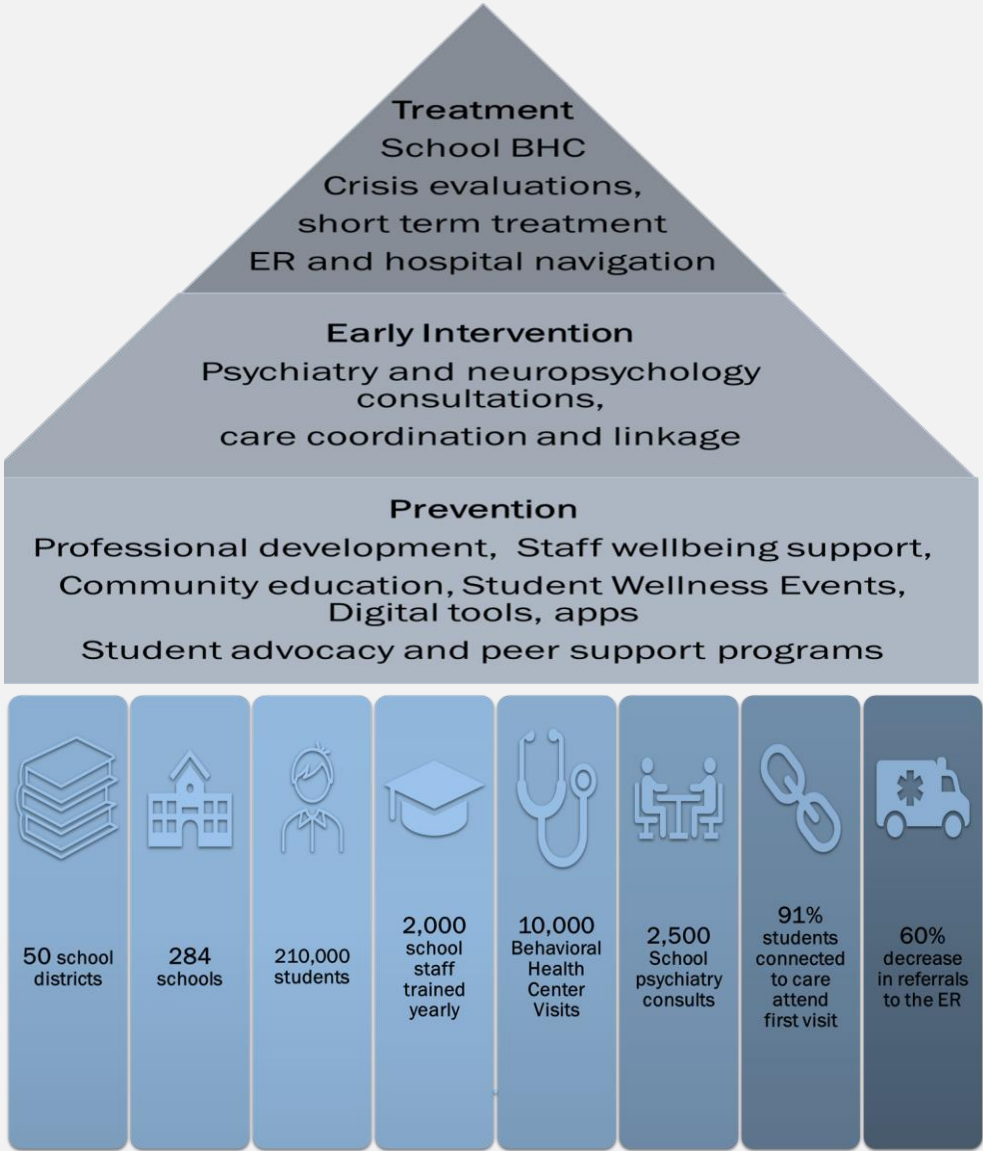 Treatment
School BHC
Crisis evaluations,
short term treatment
ER and hospital navigation
Early Intervention
Psychiatry and neuropsychology
consultations,
care coordination and linkage
Prevention
Professional development, Staff wellbeing support,
Community education, Student Wellness Events,
Digital tools, apps
Student advocacy and peer support programs
50 school
districts
284
schools
210,000
students
2,000
school
staff
trained
yearly
10,000
Behavioral
Health
Center
Visits
2,500
School
psychiatry
consults
91%
students
connected
to care
attend
first visit
60%
decrease
in referrals
to the ER